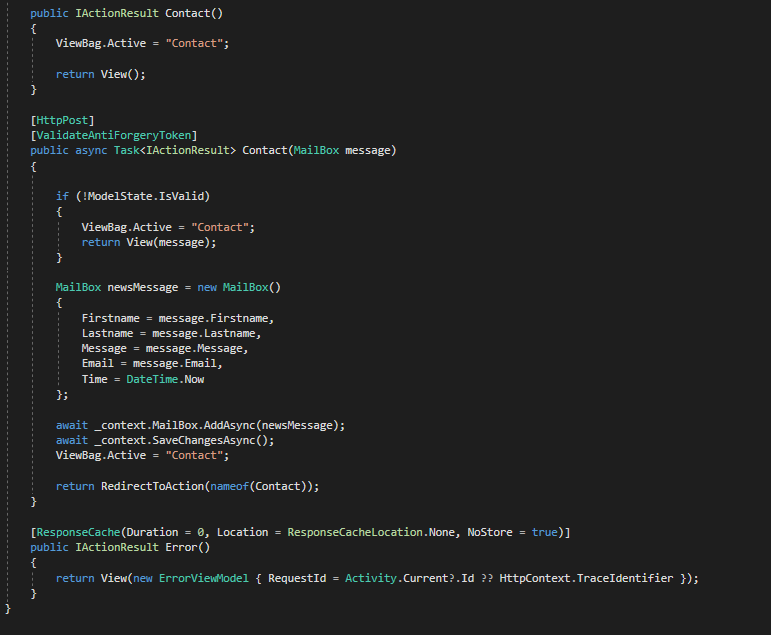 public IActionResult Contact()
{
ViewBag.Active = "Contact";
return View();
}
[HttpPost]
[ValidateAntiForgeryToken]
public async Task<IActionResult> Contact(MailBox message)
{
if (!ModelState.IsValid)
{
ViewBag.Active = "Contact";
return View(message);
}
MailBox newsMessage = new MailBox()
{
Firstname = message.Firstname,
Lastname = message.Lastname,
Message = message.Message,
Email = message.Email,
Time = DateTime.Now
};
await _context.MailBox.AddAsync(newsMessage);
await _context.SaveChangesAsync();
ViewBag.Active = "Contact";
return RedirectToAction(nameof(Contact));
}
[ResponseCache(Duration = 0, Location = ResponseCacheLocation.None, NoStore = true)]
public IActionResult Error()
{
return View(new ErrorViewModel { RequestId = Activity.Current?.Id ?? HttpContext.TraceIdentifier });
}
}